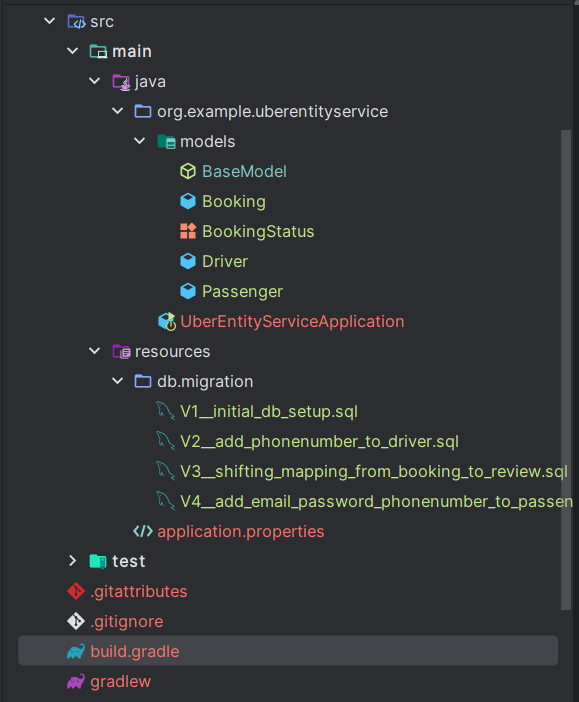 src
main
java
org.example.uberentityservice
models
BaseModel
Booking
BookingStatus
Driver
Passenger
UberEntityServiceApplication
resources
db.migration
V1__initial_db_setup.sql
V2__add_phonenumber_to_driver.sql
V3__shifting_mapping_from_booking_to_review.sql
V4__add_email_password_phonenumber_to_passen
application.properties
test
.gitattributes
.gitignore
build.gradle
gradlew